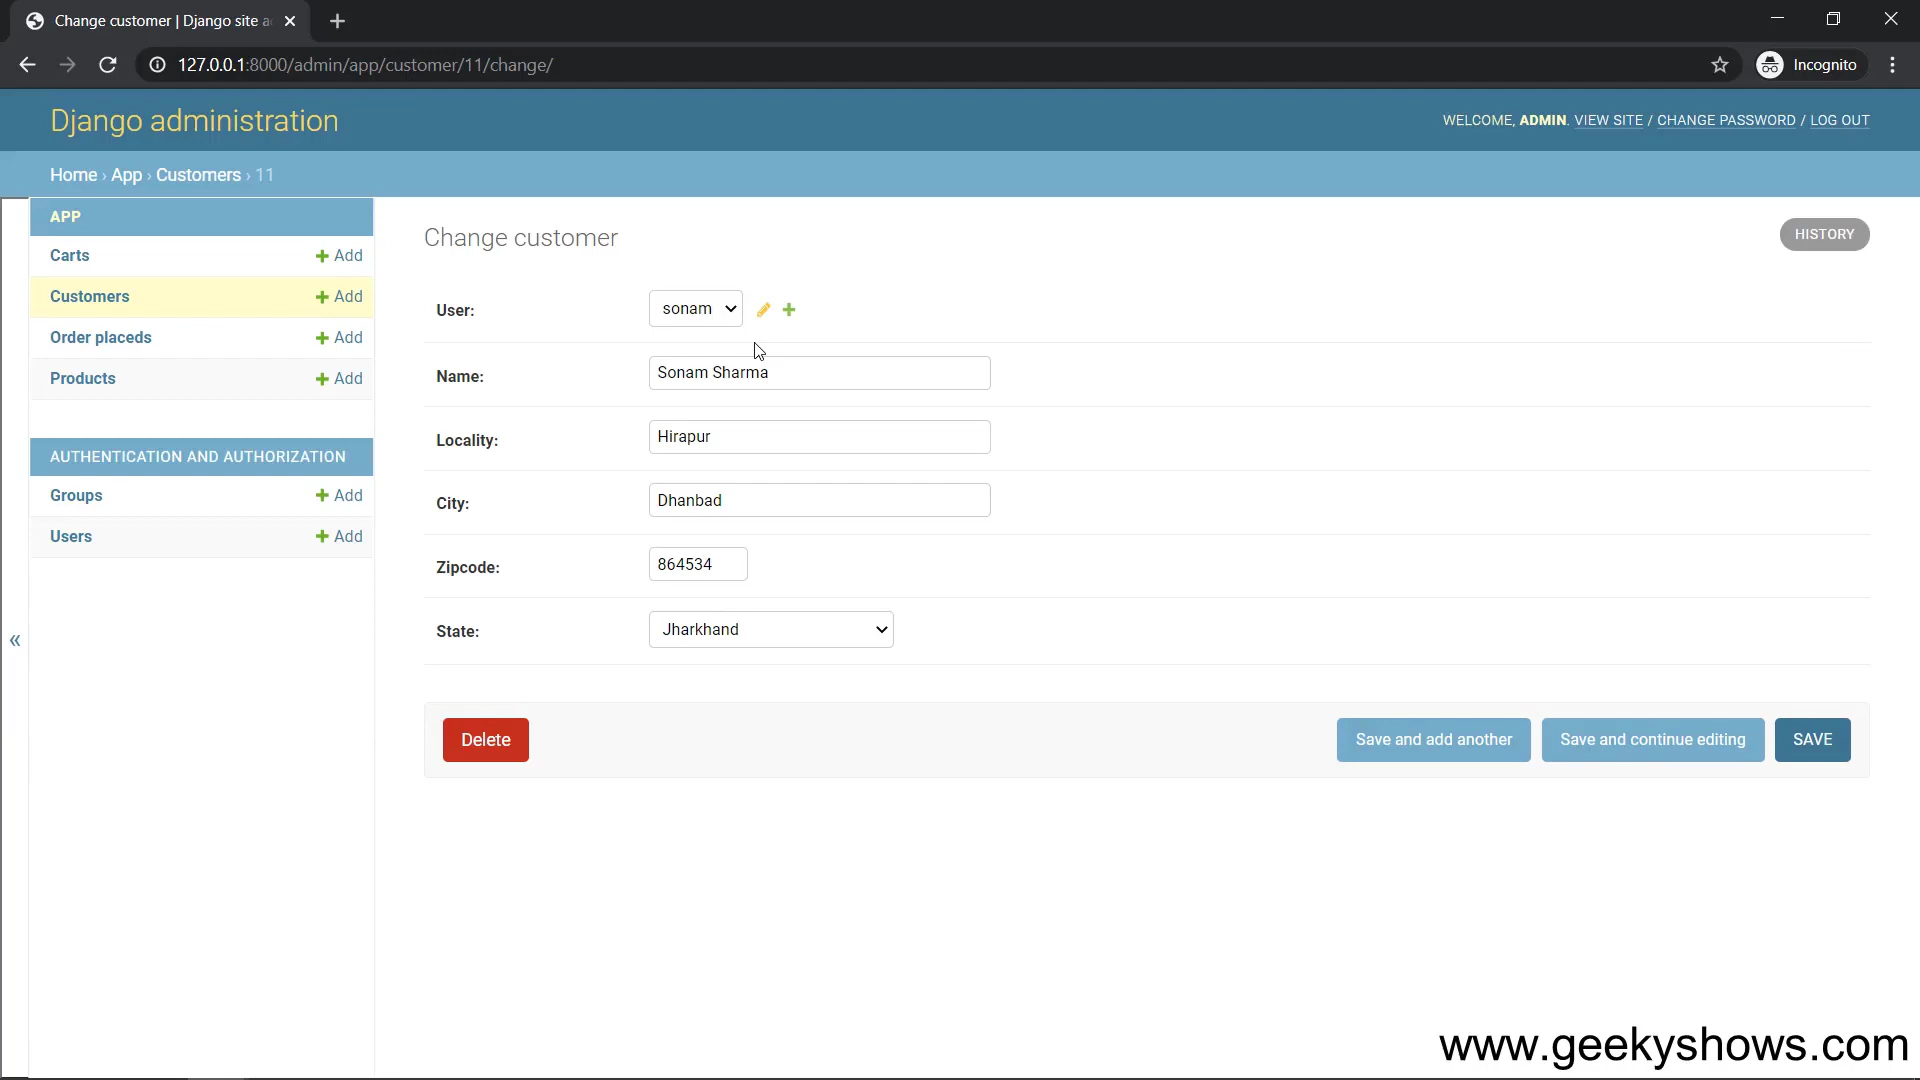 Change customer | Django site a
127.0.0.1:8000/admin/app/customer/11/change/
Incognito
Django administration
WELCOME, ADMIN. VIEW SITE / CHANGE PASSWORD / LOG OUT
Home › App › Customers › 11
APP
Carts + Add
Customers + Add
Order placeds + Add
Products + Add
AUTHENTICATION AND AUTHORIZATION
Groups + Add
Users + Add
«
Change customer
HISTORY
User: sonam
Name: Sonam Sharma
Locality: Hirapur
City: Dhanbad
Zipcode: 864534
State: Jharkhand
Delete
Save and add another
Save and continue editing
SAVE
www.geekyshows.com